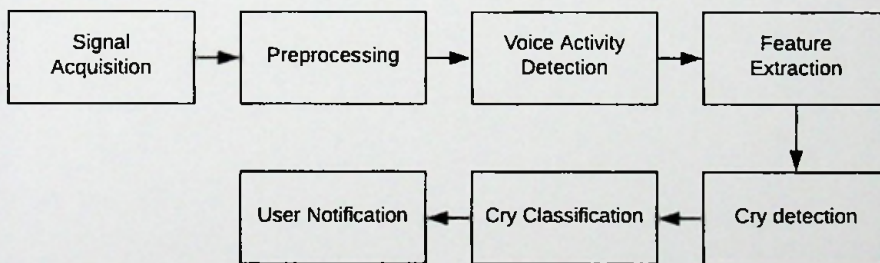 Signal
Acquisition
Preprocessing
Voice Activity
Detection
Feature
Extraction
Cry detection
Cry Classification
User Notification